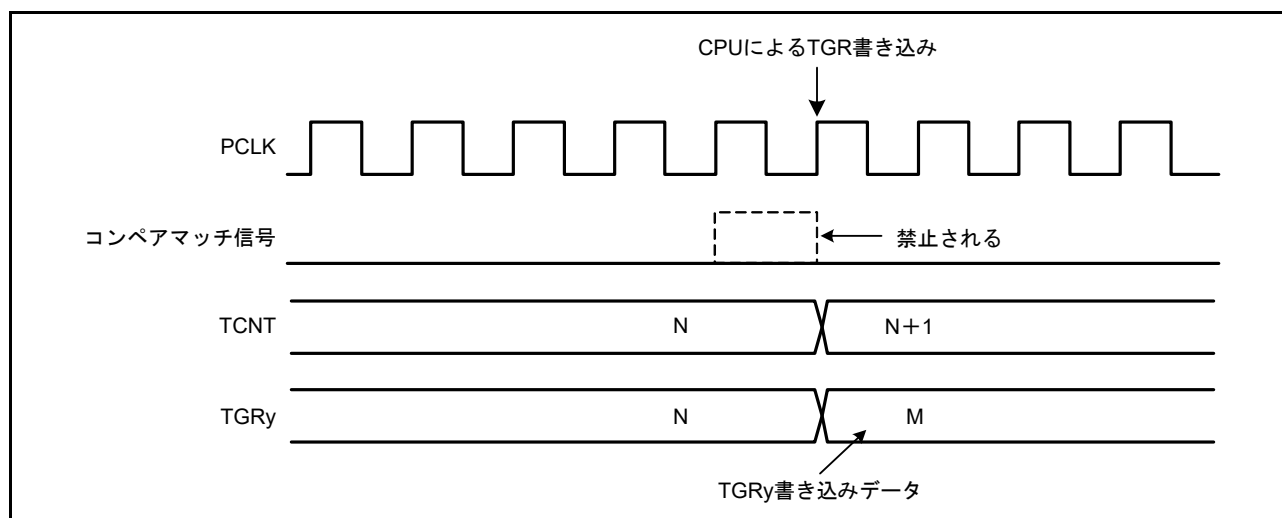 CPUによるTGR書き込み
PCLK
コンペアマッチ信号
禁止される
TCNT
N
N+1
TGRy
N
M
TGRy書き込みデータ